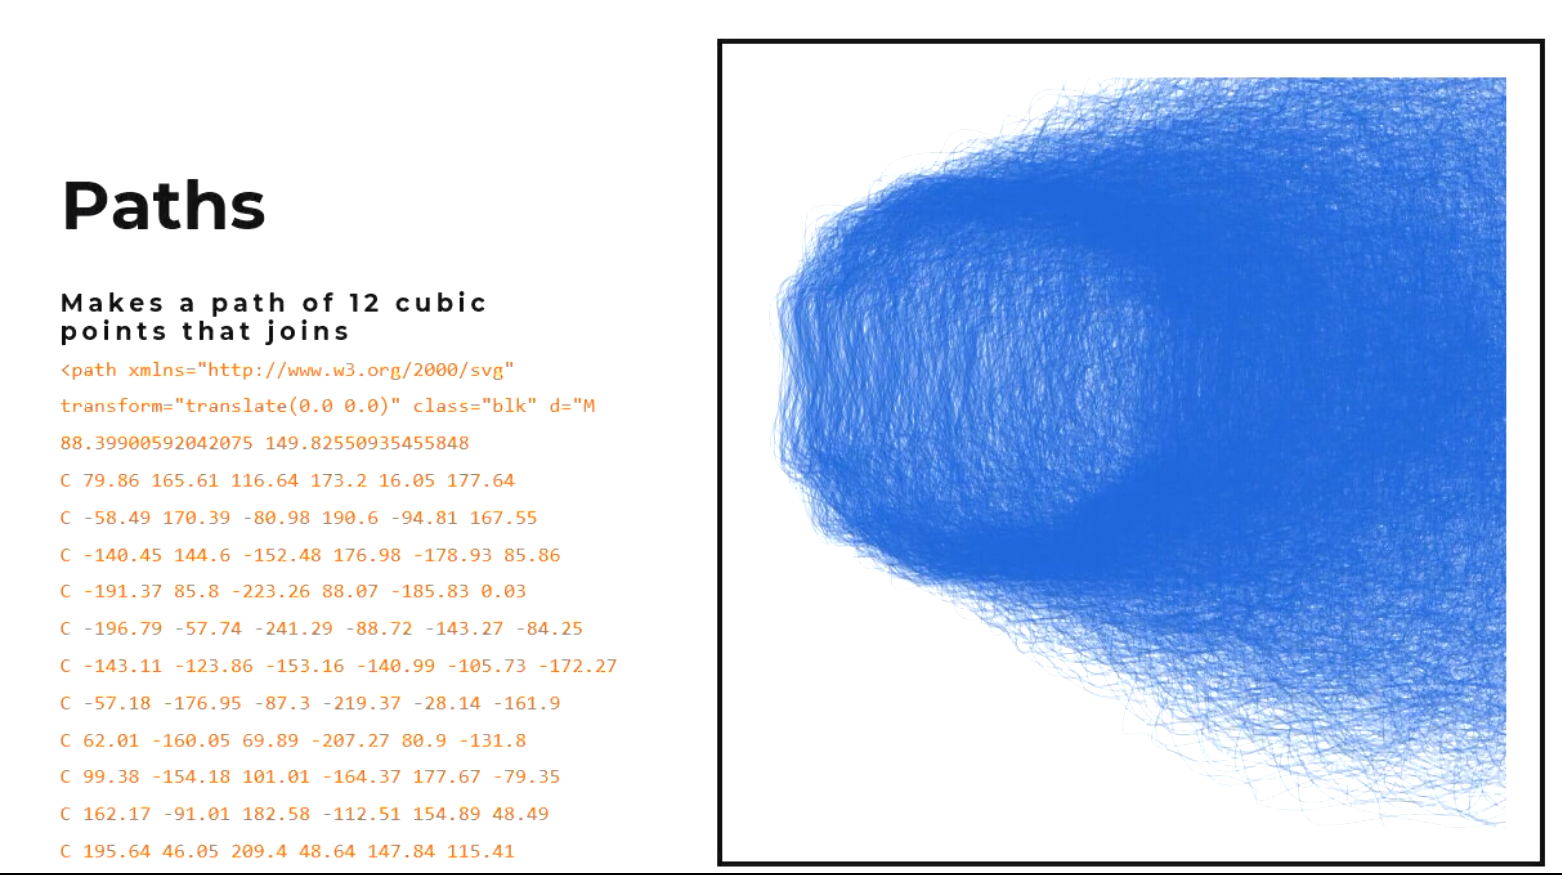 Paths
Makes a path of 12 cubic
points that joins
<path xmlns="http://www.w3.org/2000/svg"
transform="translate(0.0 0.0)" class="blk" d="M
88.39900592042075 149.82550935455848
C 79.86 165.61 116.64 173.2 16.05 177.64
C -58.49 170.39 -80.98 190.6 -94.81 167.55
C -140.45 144.6 -152.48 176.98 -178.93 85.86
C -191.37 85.8 -223.26 88.07 -185.83 0.03
C -196.79 -57.74 -241.29 -88.72 -143.27 -84.25
C -143.11 -123.86 -153.16 -140.99 -105.73 -172.27
C -57.18 -176.95 -87.3 -219.37 -28.14 -161.9
C 62.01 -160.05 69.89 -207.27 80.9 -131.8
C 99.38 -154.18 101.01 -164.37 177.67 -79.35
C 162.17 -91.01 182.58 -112.51 154.89 48.49
C 195.64 46.05 209.4 48.64 147.84 115.41